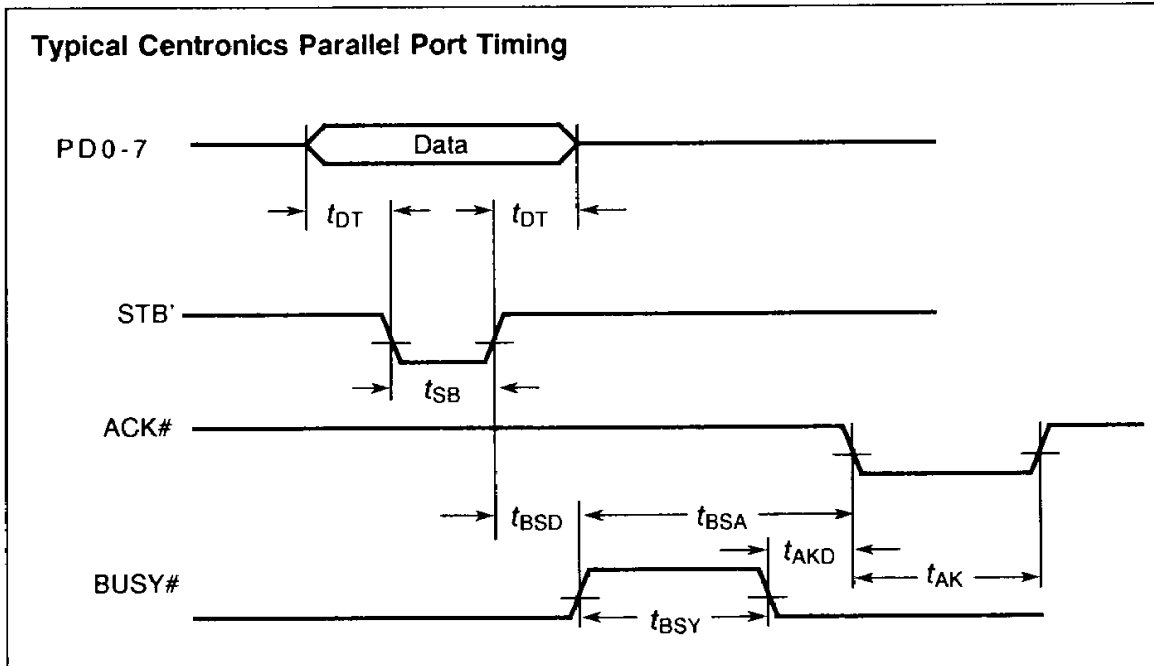 Typical Centronics Parallel Port Timing
PD0-7
Data
tDT
tDT
STB'
tSB
ACK#
tBSD
tBSA
tAKD
tAK
BUSY#
tBSY